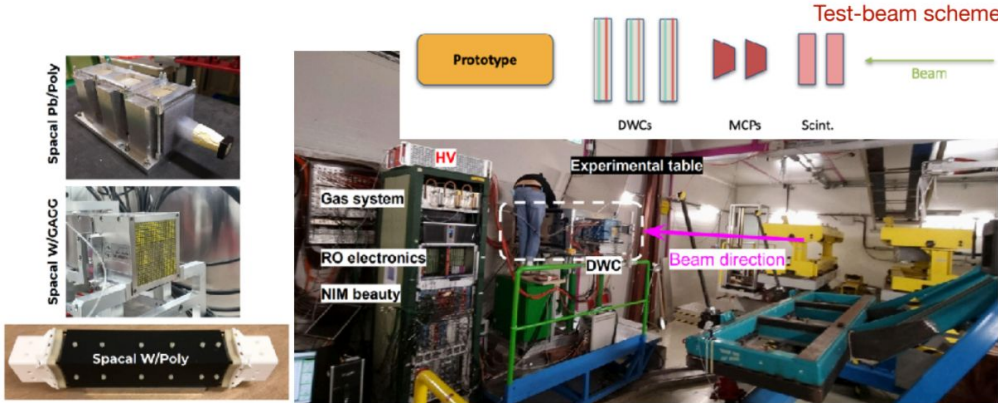 Test-beam scheme
Prototype
DWCs
MCPs
Scint.
Beam
Spacal Pb/Poly
Spacal W/GAGG
Spacal W/Poly
HV
Gas system
RO electronics
NIM beauty
Experimental table
DWC
Beam direction